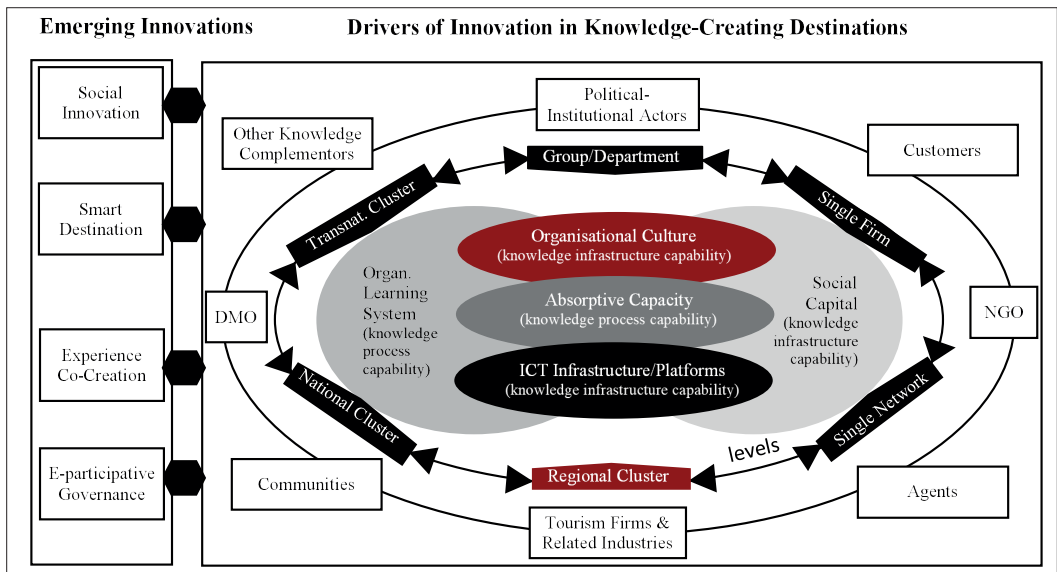 Emerging Innovations
Drivers of Innovation in Knowledge-Creating Destinations
Social
Innovation
Smart
Destination
Experience
Co-Creation
E-participative
Governance
Political-
Institutional Actors
Other Knowledge
Complementors
Customers
DMO
NGO
Communities
Agents
Tourism Firms &
Related Industries
Group/Department
Transnat. Cluster
Single Firm
National Cluster
Single Network
Regional Cluster
levels
Organ.
Learning
System
(knowledge
process
capability)
Organisational Culture
(knowledge infrastructure capability)
Absorptive Capacity
(knowledge process capability)
ICT Infrastructure/Platforms
(knowledge infrastructure capability)
Social
Capital
(knowledge
infrastructure
capability)